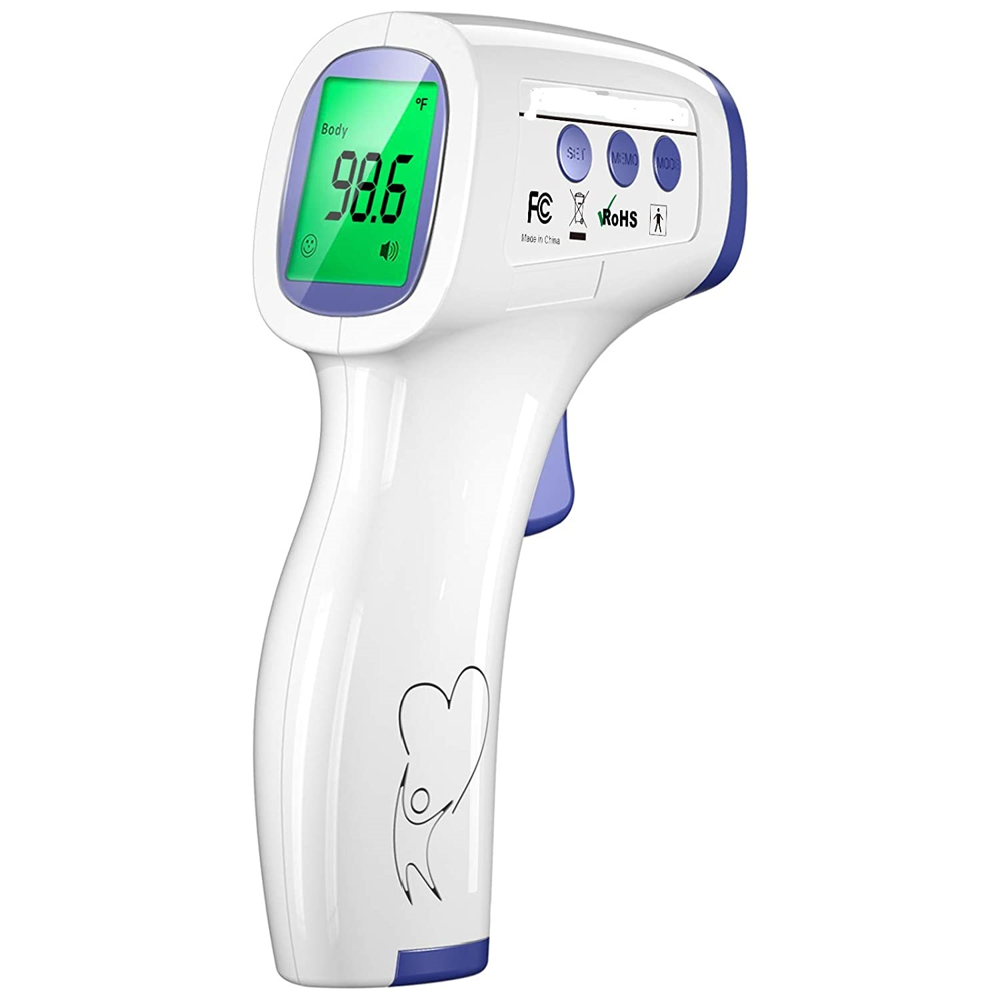 °F
Body
98.6
SET MEMO MODE
FC RoHS
Made in China